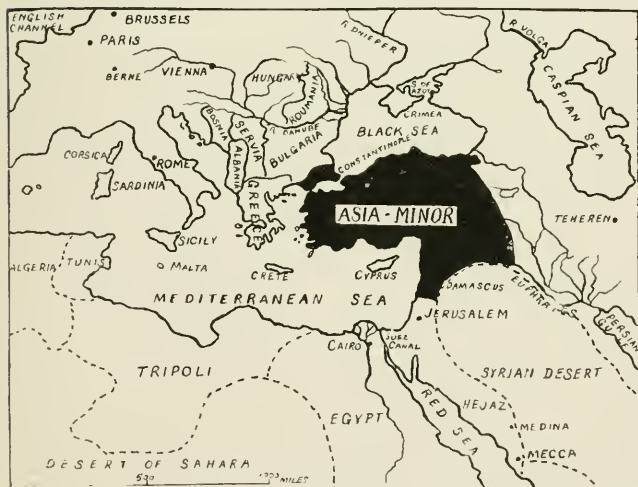 ENGLISH
CHANNEL
BRUSSELS
PARIS
BERNE
VIENNA
HUNGARY
ROUMANIA
R. DNIEPER
R. VOLGA
CASPIAN SEA
S. OF AZOV
CRIMEA
BLACK SEA
R. DANUBE
BOSNIA
SERVIA
BULGARIA
ALBANIA
GREECE
CONSTANTINOPLE
CORSICA
ROME
SARDINIA
ASIA-MINOR
TEHEREN
SICILY
ALGERIA
TUNIS
MALTA
CRETE
CYPRUS
DAMASCUS
EUPHRATES
MEDITERRANEAN SEA
JERUSALEM
PERSIAN
GULF
CAIRO
SUEZ
CANAL
TRIPOLI
SYRIAN DESERT
EGYPT
RED SEA
HEJAZ
MEDINA
MECCA
DESERT OF SAHARA
500
1000 MILES